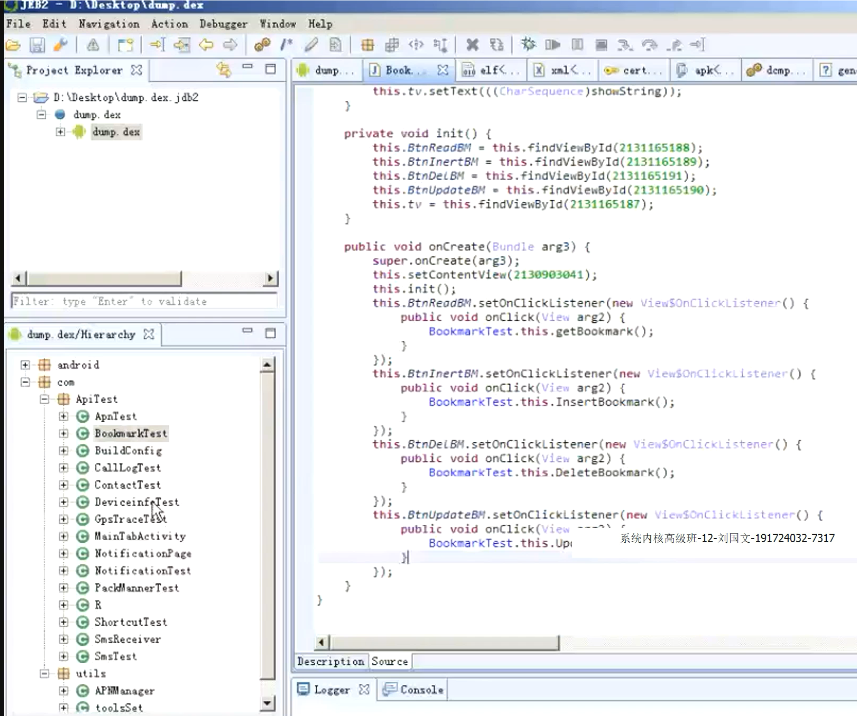 JEB2 - D:\Desktop\dump.dex
File Edit Navigation Action Debugger Window Help
Project Explorer
D:\Desktop\dump.dex.jdb2
dump.dex
dump.dex
Filter: type "Enter" to validate
dump.dex/Hierarchy
android
com
ApiTest
ApnTest
BookmarkTest
BuildConfig
CallLogTest
ContactTest
DeviceinfoTest
GpsTraceTest
MainTabActivity
NotificationPage
NotificationTest
PackMannerTest
R
ShortcutTest
SmsReceiver
SmsTest
utils
APNManager
toolsSet
dump... Book... elf<... xml<... cert... apk<... dcmp... gen
this.tv.setText(((CharSequence)showString));
}
private void init() {
this.BtnReadBM = this.findViewById(2131165188);
this.BtnInertBM = this.findViewById(2131165189);
this.BtnDelBM = this.findViewById(2131165191);
this.BtnUpdateBM = this.findViewById(2131165190);
this.tv = this.findViewById(2131165187);
}
public void onCreate(Bundle arg3) {
super.onCreate(arg3);
this.setContentView(2130903041);
this.init();
this.BtnReadBM.setOnClickListener(new View$OnClickListener() {
public void onClick(View arg2) {
BookmarkTest.this.getBookmark();
}
});
this.BtnInertBM.setOnClickListener(new View$OnClickListener() {
public void onClick(View arg2) {
BookmarkTest.this.InsertBookmark();
}
});
this.BtnDelBM.setOnClickListener(new View$OnClickListener() {
public void onClick(View arg2) {
BookmarkTest.this.DeleteBookmark();
}
});
this.BtnUpdateBM.setOnClickListener(new View$OnClickListener() {
public void onClick(View
BookmarkTest.this.Upd
系统内核高级班-12-刘国文-191724032-7317
}
});
}
}
Description Source
Logger Console